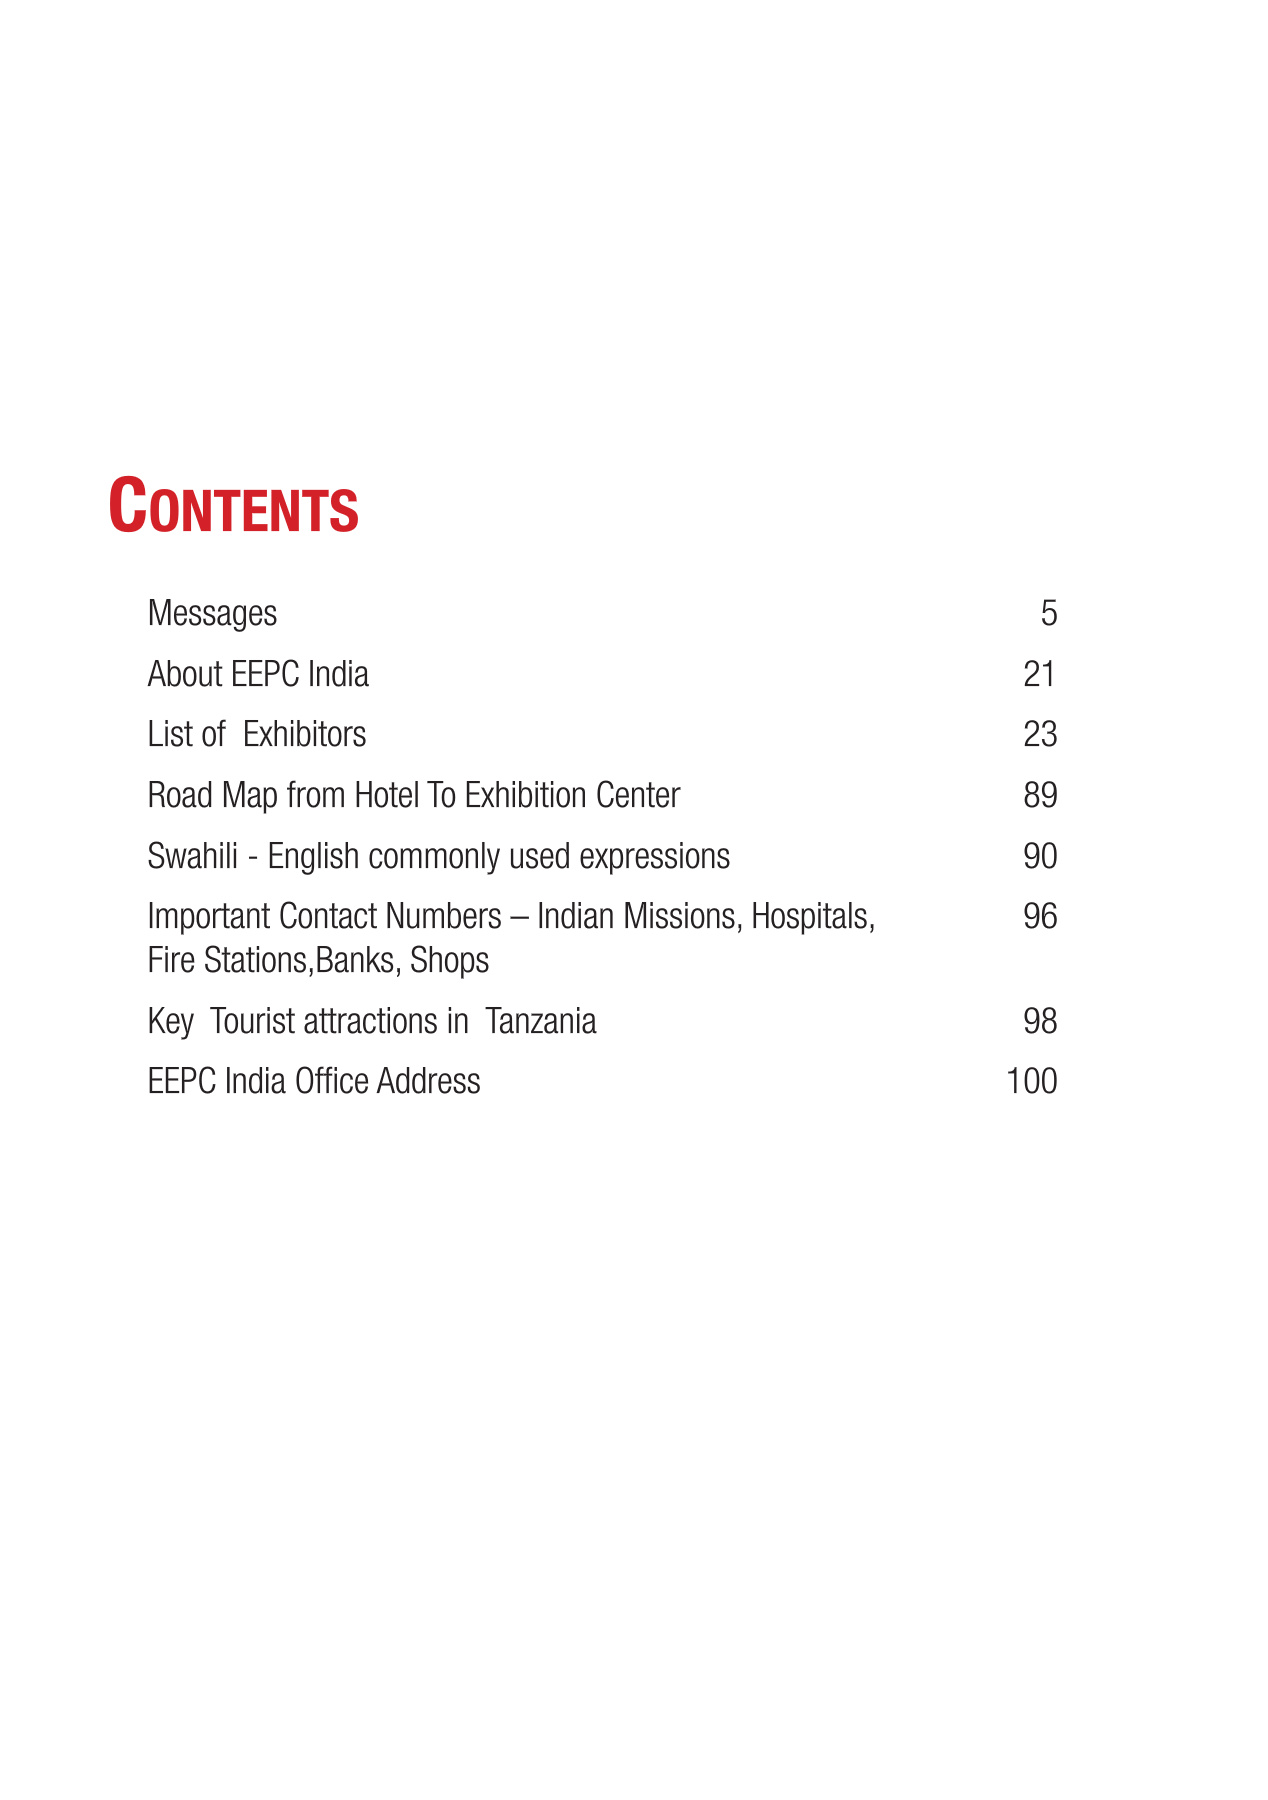 CONTENTS
Messages 5
About EEPC India 21
List of  Exhibitors 23
Road Map from Hotel To Exhibition Center 89
Swahili - English commonly used expressions 90
Important Contact Numbers – Indian Missions, Hospitals, 96
Fire Stations,Banks, Shops
Key  Tourist attractions in  Tanzania 98
EEPC India Office Address 100